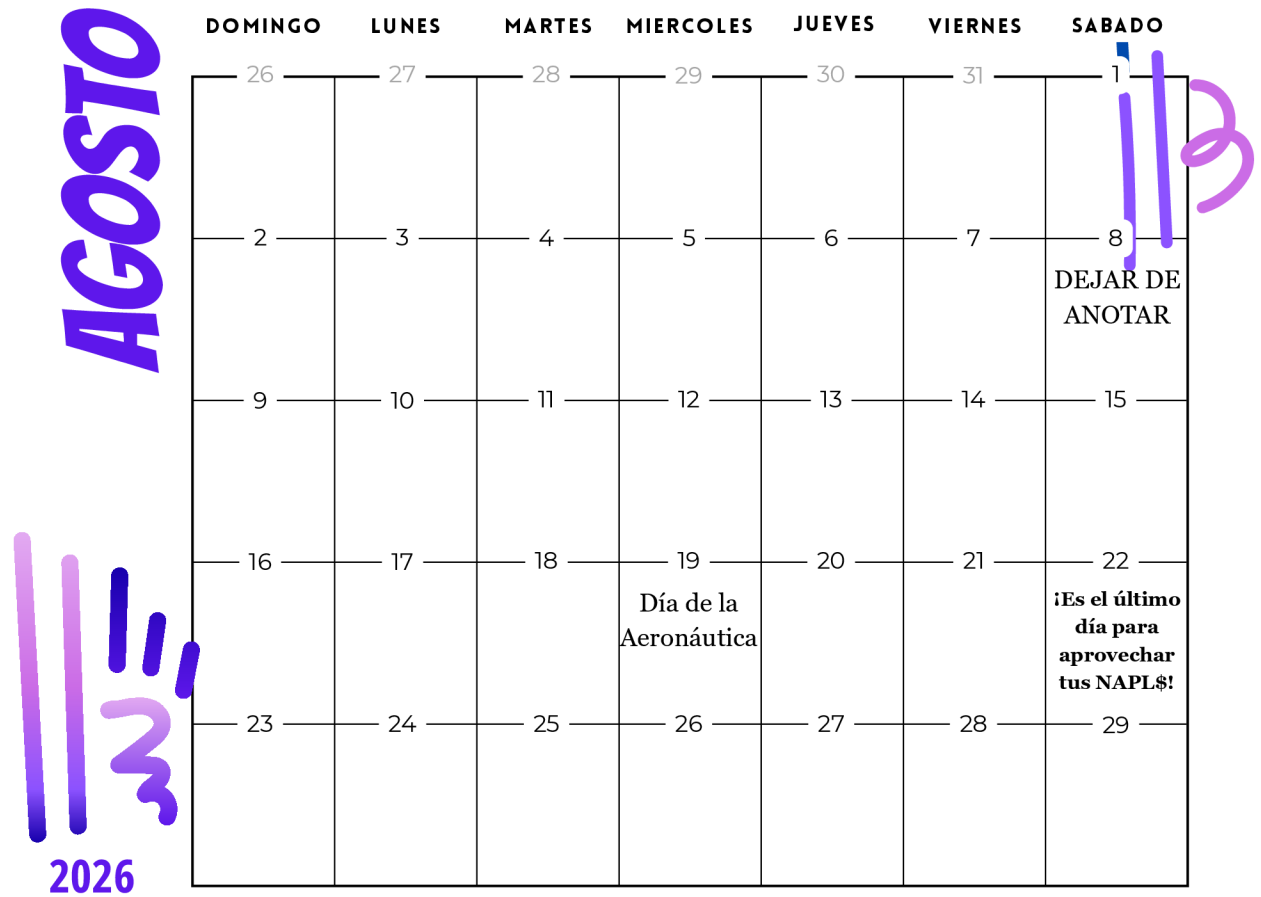 AGOSTO
DOMINGO LUNES MARTES MIERCOLES JUEVES VIERNES SABADO
26 27 28 29 30 31 1
2 3 4 5 6 7 8
DEJAR DE
ANOTAR
9 10 11 12 13 14 15
16 17 18 19 20 21 22
Día de la
Aeronáutica
¡Es el último
día para
aprovechar
tus NAPL$!
23 24 25 26 27 28 29
2026